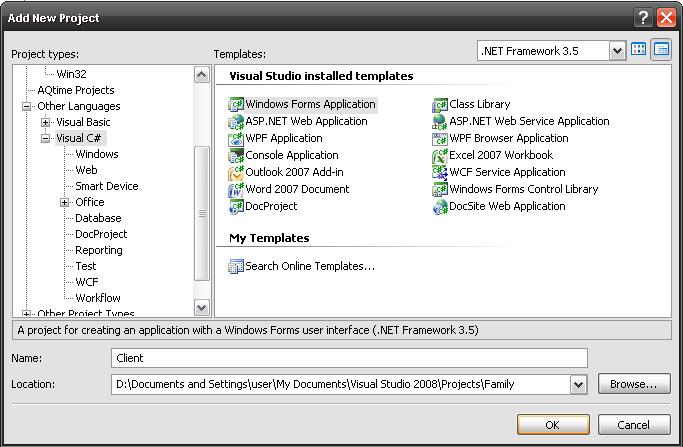 Add New Project
Project types:
Templates:
.NET Framework 3.5
Win32
AQtime Projects
Other Languages
Visual Basic
Visual C#
Windows
Web
Smart Device
Office
Database
DocProject
Reporting
Test
WCF
Workflow
Other Project Types
Visual Studio installed templates
Windows Forms Application
Class Library
ASP.NET Web Application
ASP.NET Web Service Application
WPF Application
WPF Browser Application
Console Application
Excel 2007 Workbook
Outlook 2007 Add-in
WCF Service Application
Word 2007 Document
Windows Forms Control Library
DocProject
DocSite Web Application
My Templates
Search Online Templates...
A project for creating an application with a Windows Forms user interface (.NET Framework 3.5)
Name:
Client
Location:
D:\Documents and Settings\user\My Documents\Visual Studio 2008\Projects\Family
Browse...
OK
Cancel